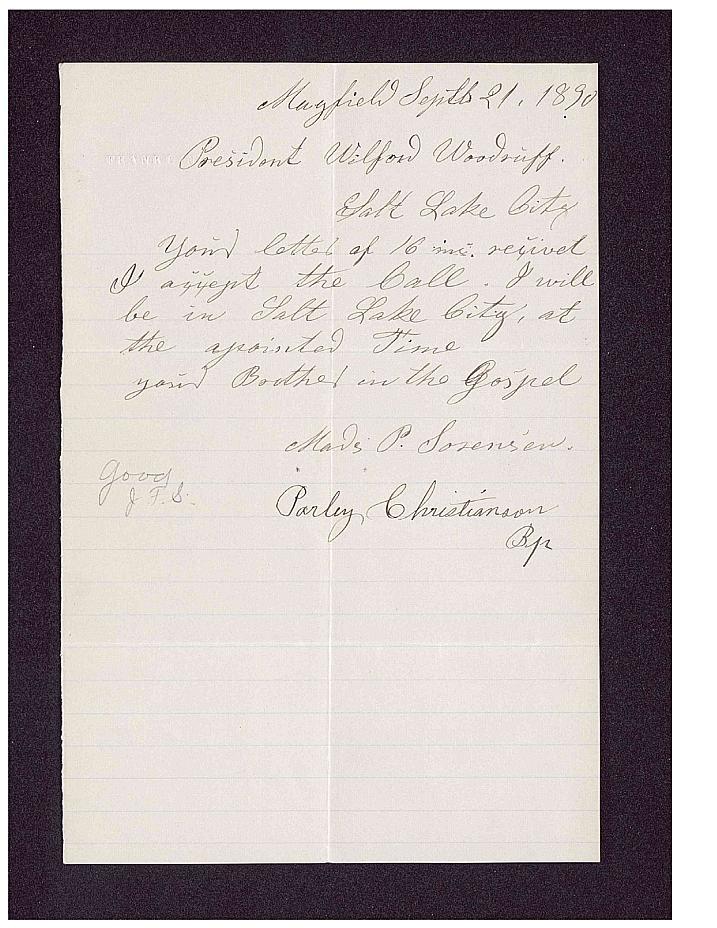 Mayfield Septb 21. 1890
President Wilford Woodruff.
Salt Lake City
Your letter of 16 ins. recivet
I accept the Call. I will
be in Salt Lake City, at
the apointed Time
your Brother in the Gospel
Mads P. Sorensen.
Good
J F. S.
Parley Christianson
Bp